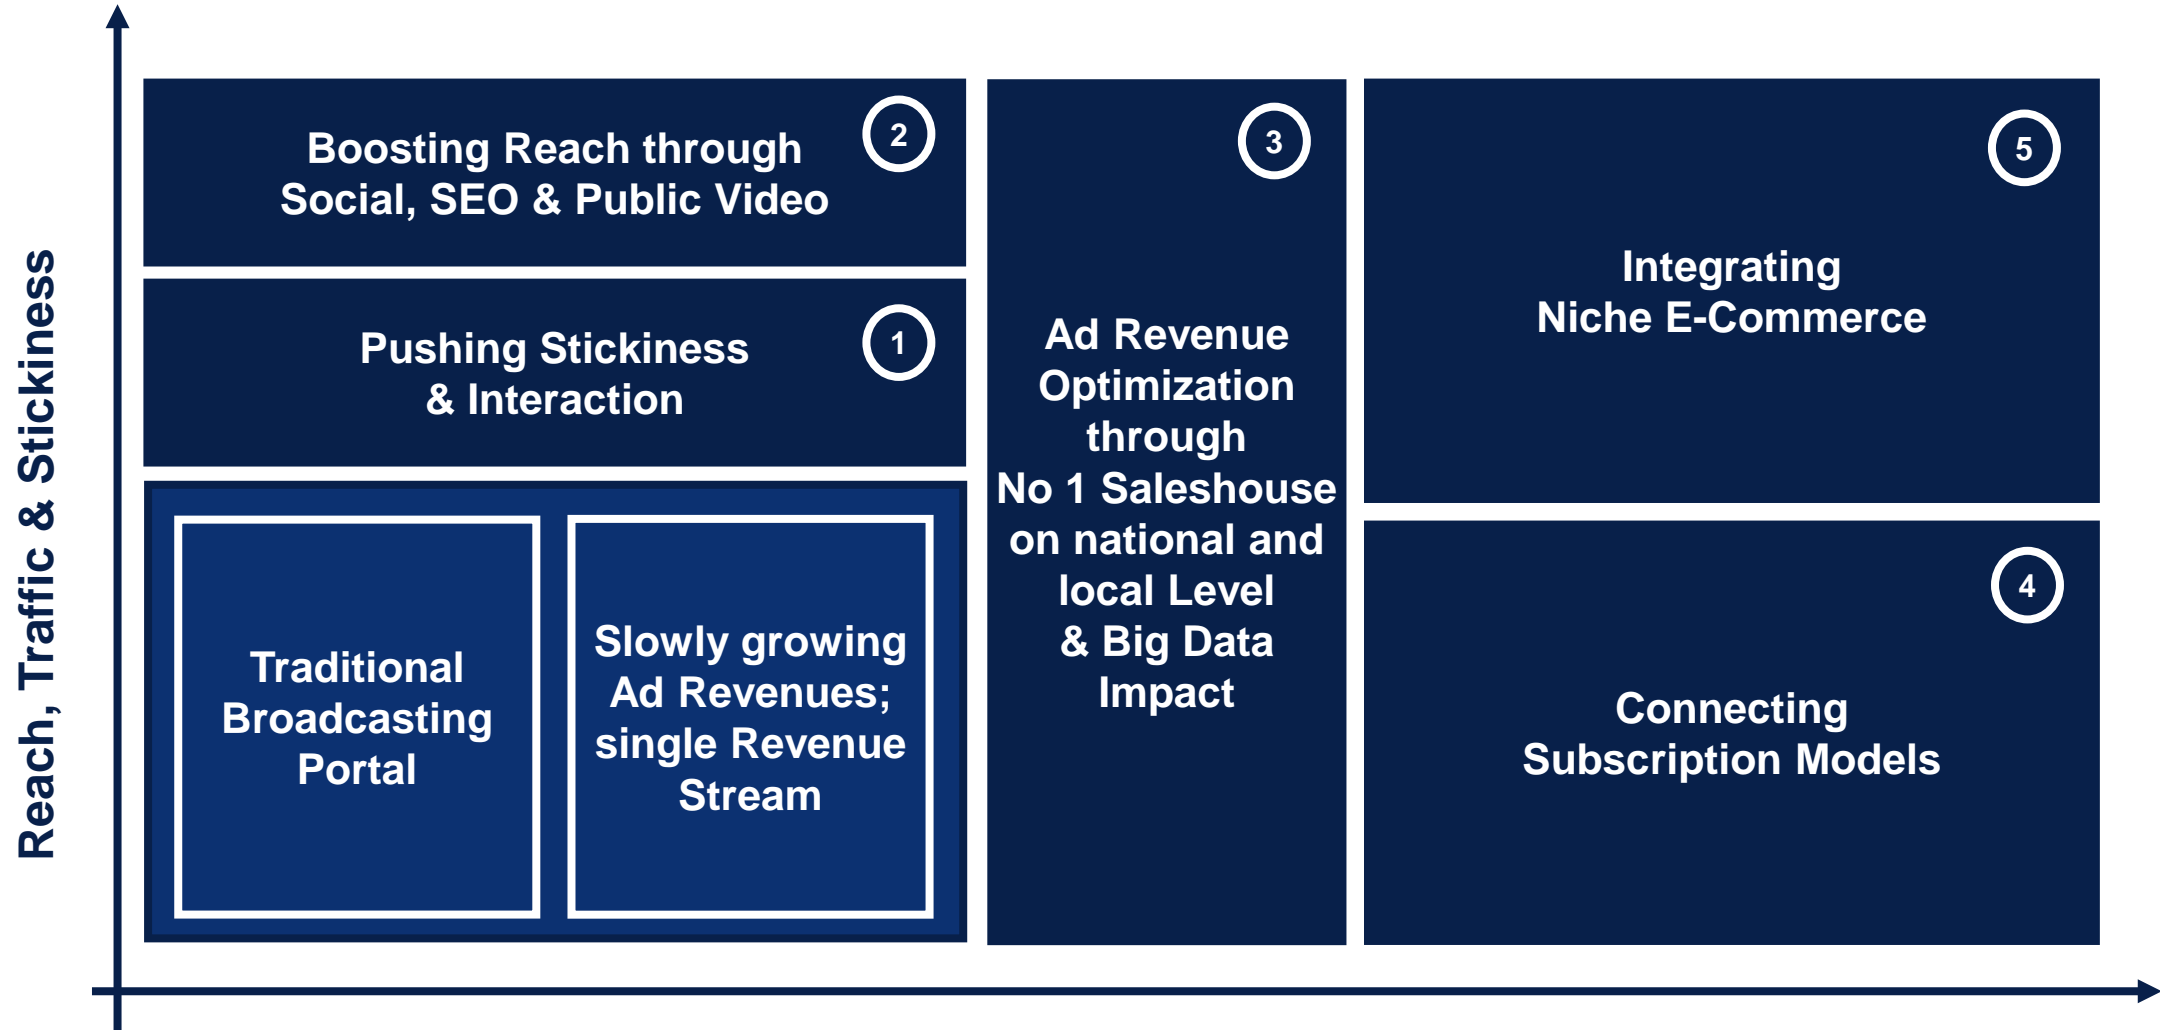 Reach, Traffic & Stickiness
2
Boosting Reach through
Social, SEO & Public Video
1
Pushing Stickiness
& Interaction
Traditional
Broadcasting
Portal
Slowly growing
Ad Revenues;
single Revenue
Stream
3
Ad Revenue
Optimization
through
No 1 Saleshouse
on national and
local Level
& Big Data
Impact
5
Integrating
Niche E-Commerce
4
Connecting
Subscription Models